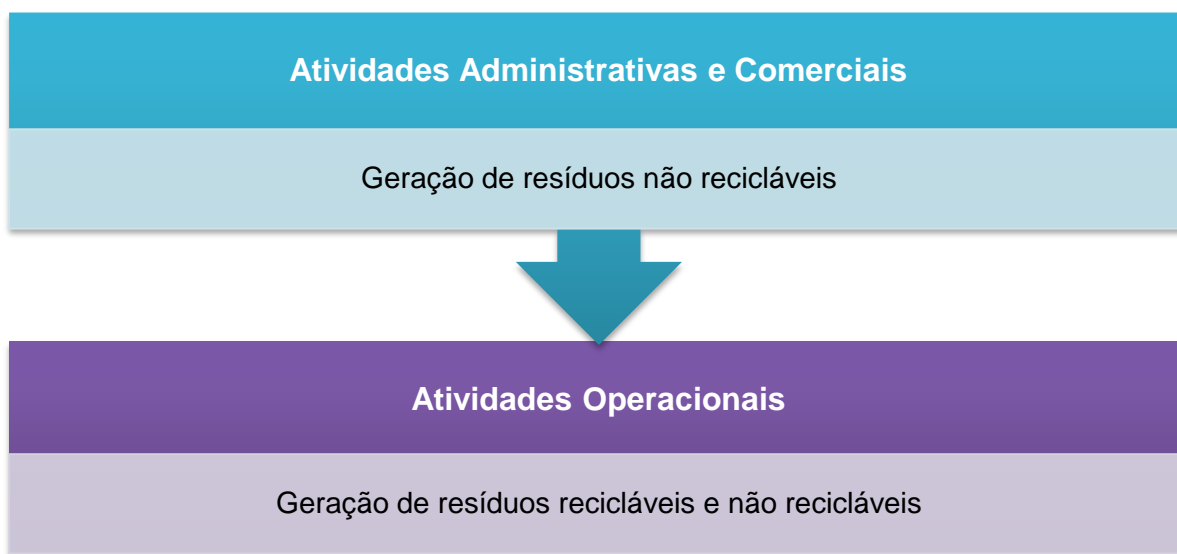 Atividades Administrativas e Comerciais
Geração de resíduos não recicláveis
Atividades Operacionais
Geração de resíduos recicláveis e não recicláveis